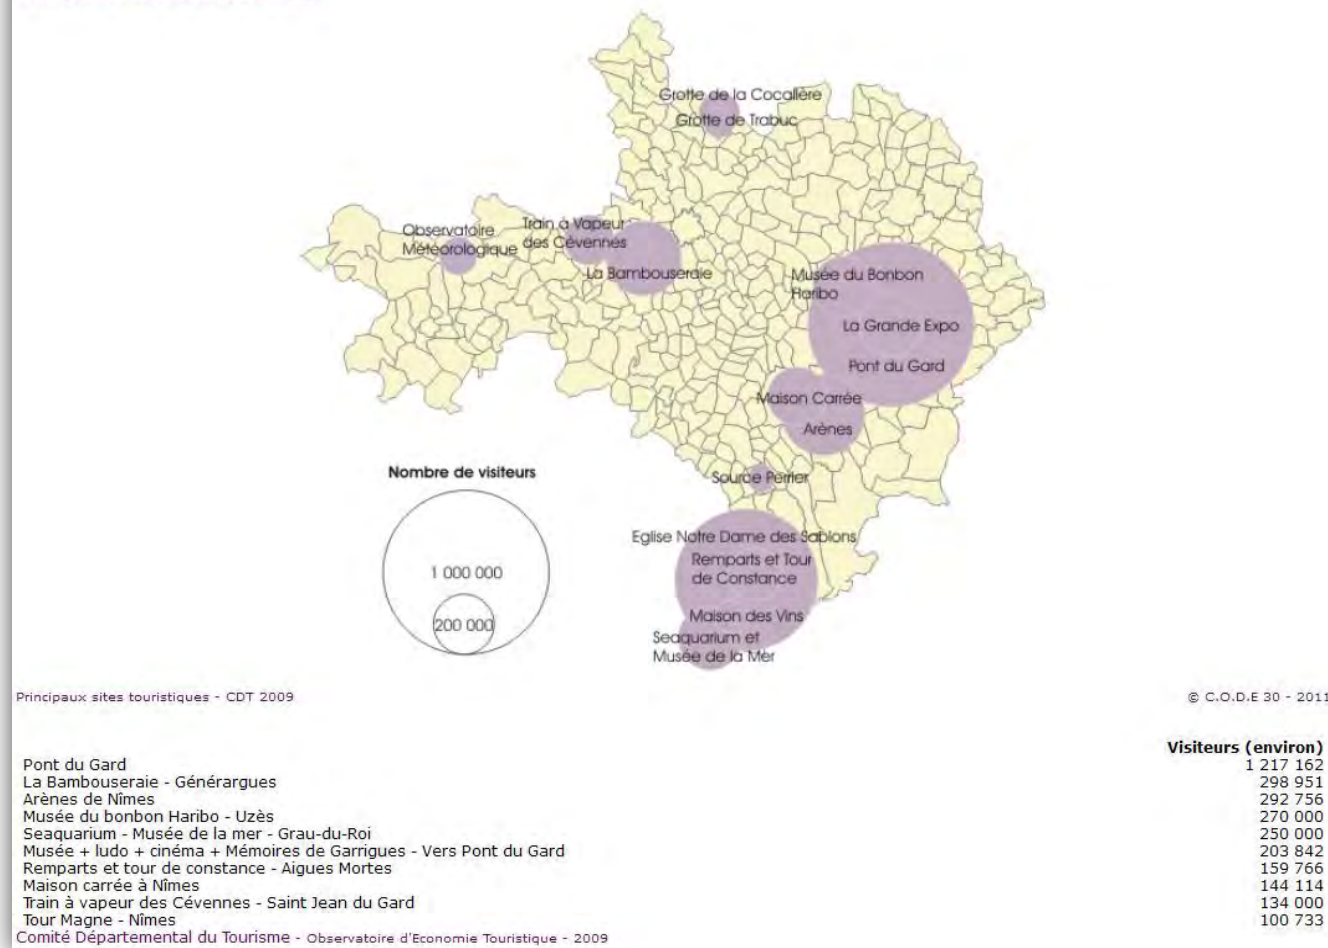 Grotte de la Cocalière
Grotte de Trabuc
Observatoire
Météorologique
Train à Vapeur
des Cévennes
La Bambouseraie
Musée du Bonbon
Haribo
La Grande Expo
Pont du Gard
Maison Carrée
Arènes
Source Perrier
Nombre de visiteurs
1 000 000
200 000
Eglise Notre Dame des Sablons
Remparts et Tour
de Constance
Maison des Vins
Seaquarium et
Musée de la Mer
Principaux sites touristiques - CDT 2009
© C.O.D.E 30 - 2011
Visiteurs (environ)
Pont du Gard 1 217 162
La Bambouseraie - Générargues 298 951
Arènes de Nîmes 292 756
Musée du bonbon Haribo - Uzès 270 000
Seaquarium - Musée de la mer - Grau-du-Roi 250 000
Musée + ludo + cinéma + Mémoires de Garrigues - Vers Pont du Gard 203 842
Remparts et tour de constance - Aigues Mortes 159 766
Maison carrée à Nîmes 144 114
Train à vapeur des Cévennes - Saint Jean du Gard 134 000
Tour Magne - Nîmes 100 733
Comité Départemental du Tourisme - Observatoire d'Economie Touristique - 2009